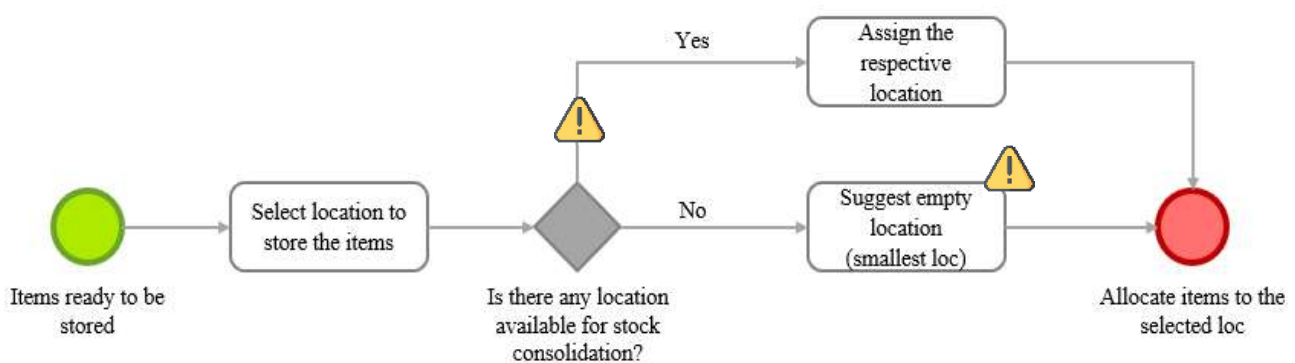 Yes
Assign the
respective
location
Select location to
store the items
No
Suggest empty
location
(smallest loc)
Items ready to be
stored
Is there any location
available for stock
consolidation?
Allocate items to the
selected loc